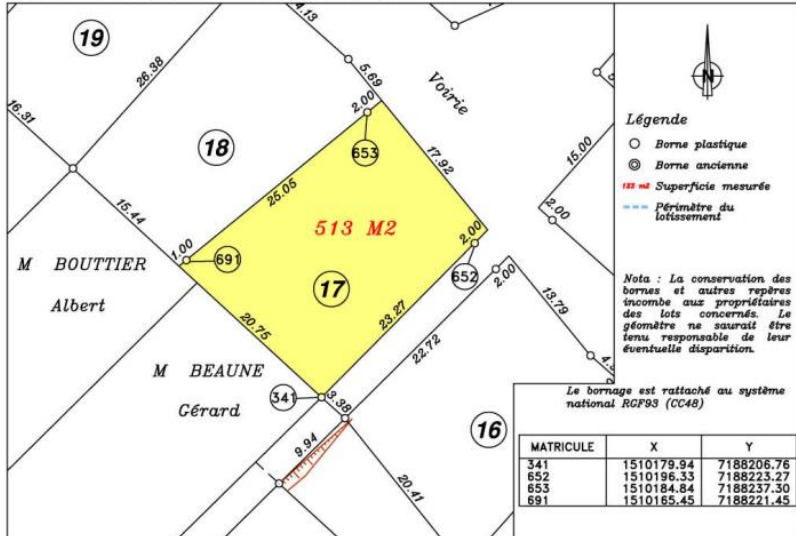 19
4.13
26.38
16.31
5.69
Voirie
2.00
653
18
17.92
15.00
25.05
15.44
2.00
513 M2
2.00
1.00
691
652
2.00
M BOUTTIER
Albert
17
23.27
13.79
20.75
22.72
M BEAUNE
Gérard
341
3.38
16
9.94
20.41
N
Légende
Borne plastique
Borne ancienne
123 m2 Superficie mesurée
Périmètre du
lotissement
Nota : La conservation des
bornes et autres repères
incombe aux propriétaires
des lots concernés. Le
géomètre ne saurait être
tenu responsable de leur
éventuelle disparition.
Le bornage est rattaché au système
national RGF93 (CC48)
MATRICULE X Y
341 1510179.94 7188206.76
652 1510196.33 7188223.27
653 1510184.84 7188237.30
691 1510165.45 7188221.45